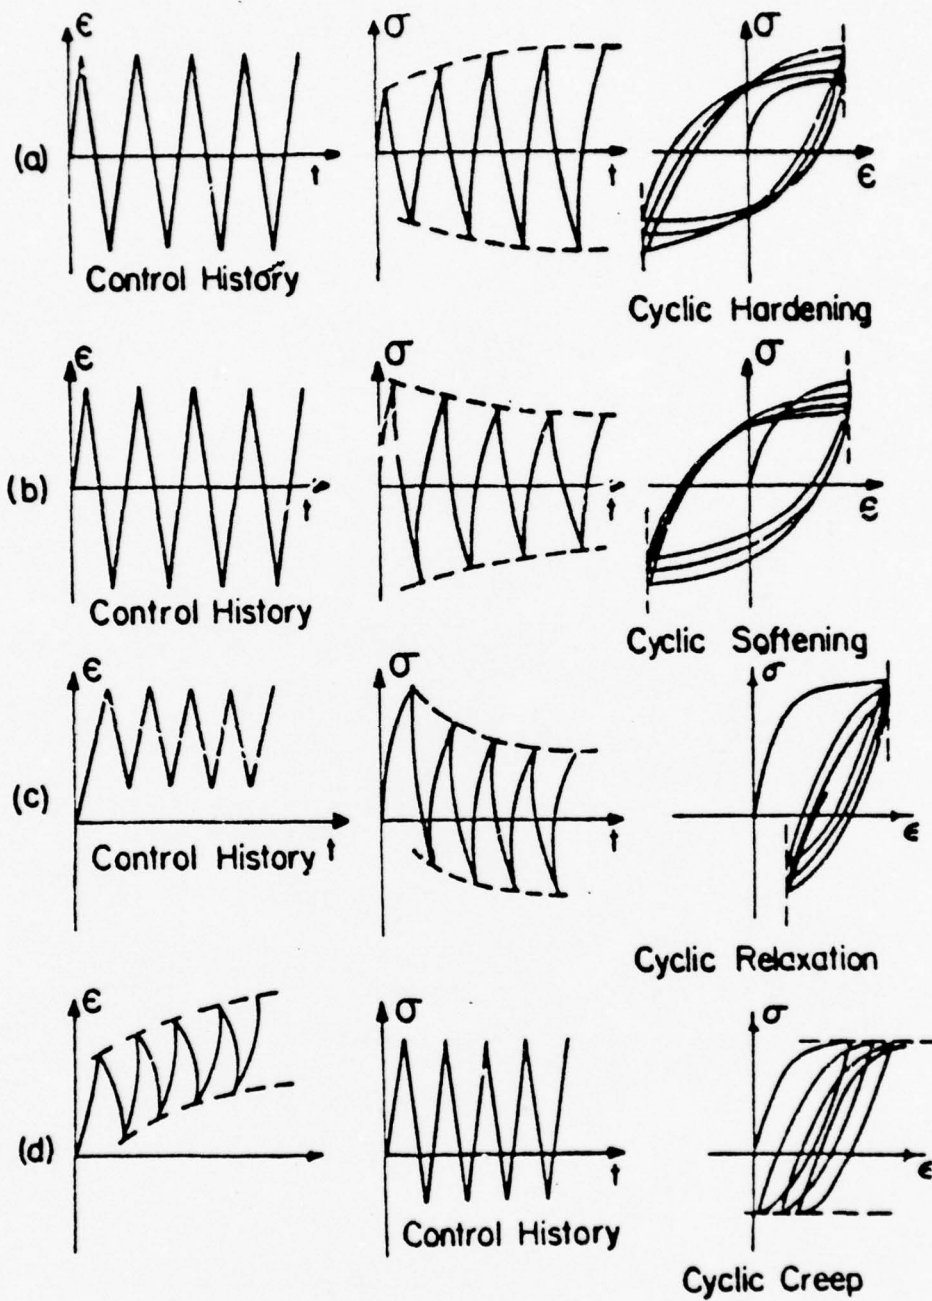 ϵ σ σ
(a) t t ϵ
Control History
Cyclic Hardening
ϵ σ σ
(b) t t ϵ
Control History
Cyclic Softening
ϵ σ σ
(c) t ϵ
Control History t
Cyclic Relaxation
ϵ σ σ
(d) t ϵ
Control History
Cyclic Creep